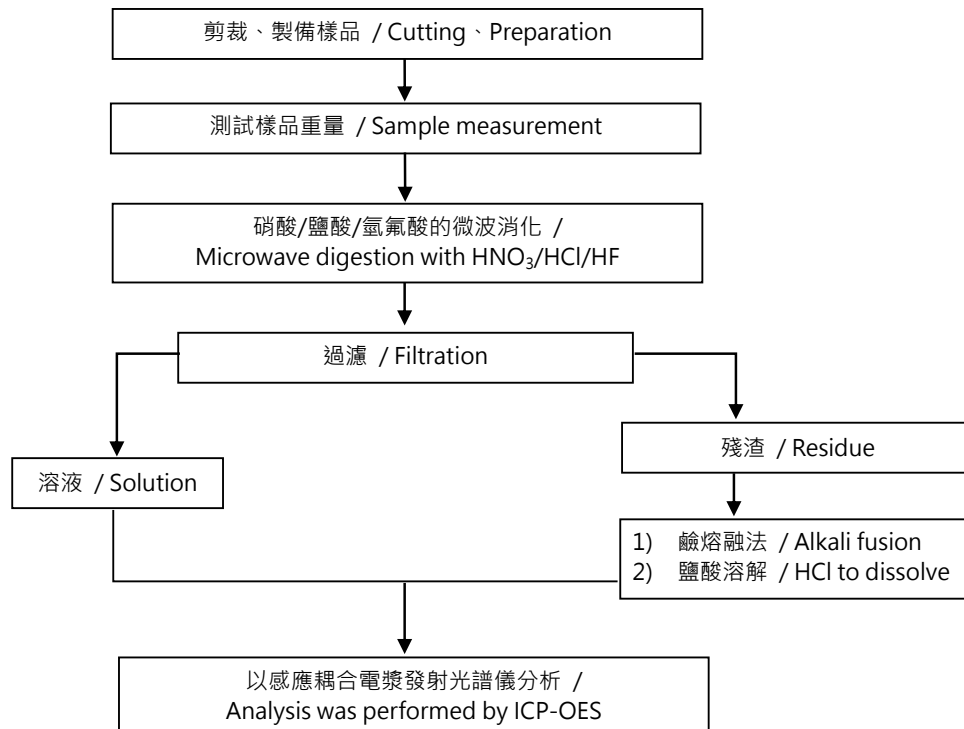 剪裁、製備樣品 / Cutting、Preparation
測試樣品重量 / Sample measurement
硝酸/鹽酸/氫氟酸的微波消化 /
Microwave digestion with HNO₃/HCl/HF
過濾 / Filtration
溶液 / Solution
殘渣 / Residue
1) 鹼熔融法 / Alkali fusion
2) 鹽酸溶解 / HCl to dissolve
以感應耦合電漿發射光譜儀分析 /
Analysis was performed by ICP-OES